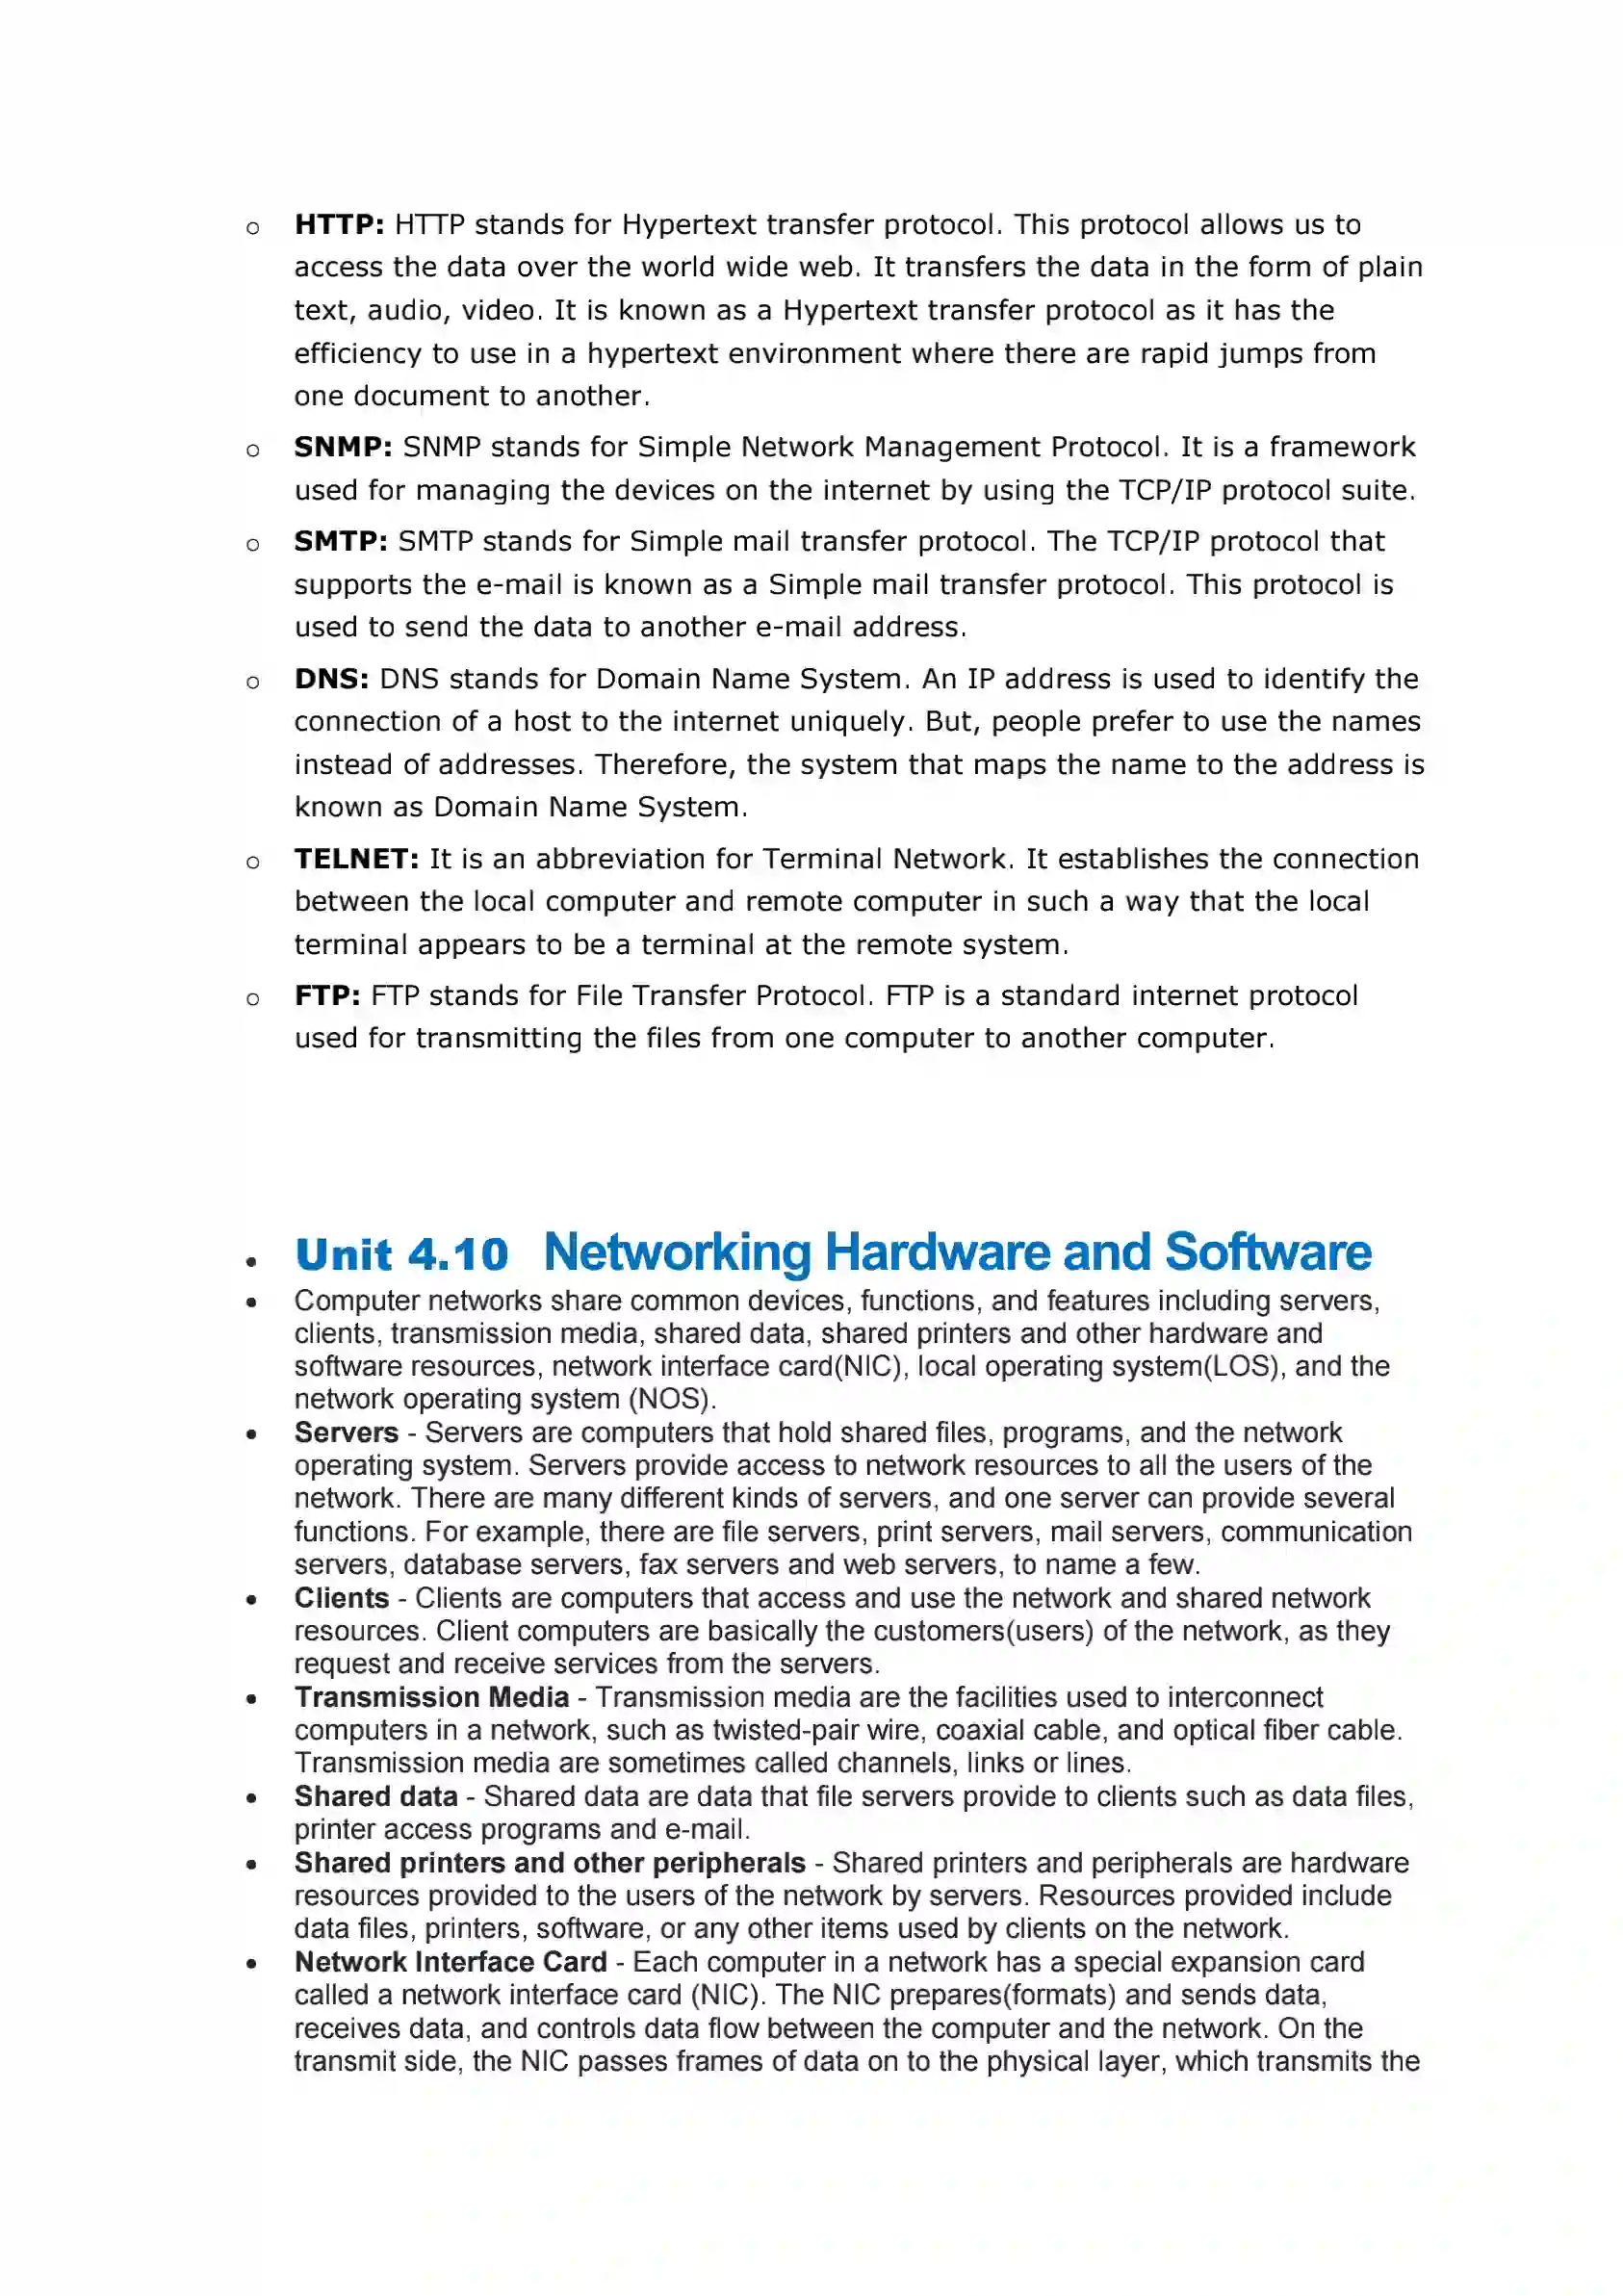 o HTTP: HTTP stands for Hypertext transfer protocol. This protocol allows us to
access the data over the world wide web. It transfers the data in the form of plain
text, audio, video. It is known as a Hypertext transfer protocol as it has the
efficiency to use in a hypertext environment where there are rapid jumps from
one document to another.
o SNMP: SNMP stands for Simple Network Management Protocol. It is a framework
used for managing the devices on the internet by using the TCP/IP protocol suite.
o SMTP: SMTP stands for Simple mail transfer protocol. The TCP/IP protocol that
supports the e-mail is known as a Simple mail transfer protocol. This protocol is
used to send the data to another e-mail address.
o DNS: DNS stands for Domain Name System. An IP address is used to identify the
connection of a host to the internet uniquely. But, people prefer to use the names
instead of addresses. Therefore, the system that maps the name to the address is
known as Domain Name System.
o TELNET: It is an abbreviation for Terminal Network. It establishes the connection
between the local computer and remote computer in such a way that the local
terminal appears to be a terminal at the remote system.
o FTP: FTP stands for File Transfer Protocol. FTP is a standard internet protocol
used for transmitting the files from one computer to another computer.
• Unit 4.10 Networking Hardware and Software
• Computer networks share common devices, functions, and features including servers,
clients, transmission media, shared data, shared printers and other hardware and
software resources, network interface card(NIC), local operating system(LOS), and the
network operating system (NOS).
• Servers - Servers are computers that hold shared files, programs, and the network
operating system. Servers provide access to network resources to all the users of the
network. There are many different kinds of servers, and one server can provide several
functions. For example, there are file servers, print servers, mail servers, communication
servers, database servers, fax servers and web servers, to name a few.
• Clients - Clients are computers that access and use the network and shared network
resources. Client computers are basically the customers(users) of the network, as they
request and receive services from the servers.
• Transmission Media - Transmission media are the facilities used to interconnect
computers in a network, such as twisted-pair wire, coaxial cable, and optical fiber cable.
Transmission media are sometimes called channels, links or lines.
• Shared data - Shared data are data that file servers provide to clients such as data files,
printer access programs and e-mail.
• Shared printers and other peripherals - Shared printers and peripherals are hardware
resources provided to the users of the network by servers. Resources provided include
data files, printers, software, or any other items used by clients on the network.
• Network Interface Card - Each computer in a network has a special expansion card
called a network interface card (NIC). The NIC prepares(formats) and sends data,
receives data, and controls data flow between the computer and the network. On the
transmit side, the NIC passes frames of data on to the physical layer, which transmits the